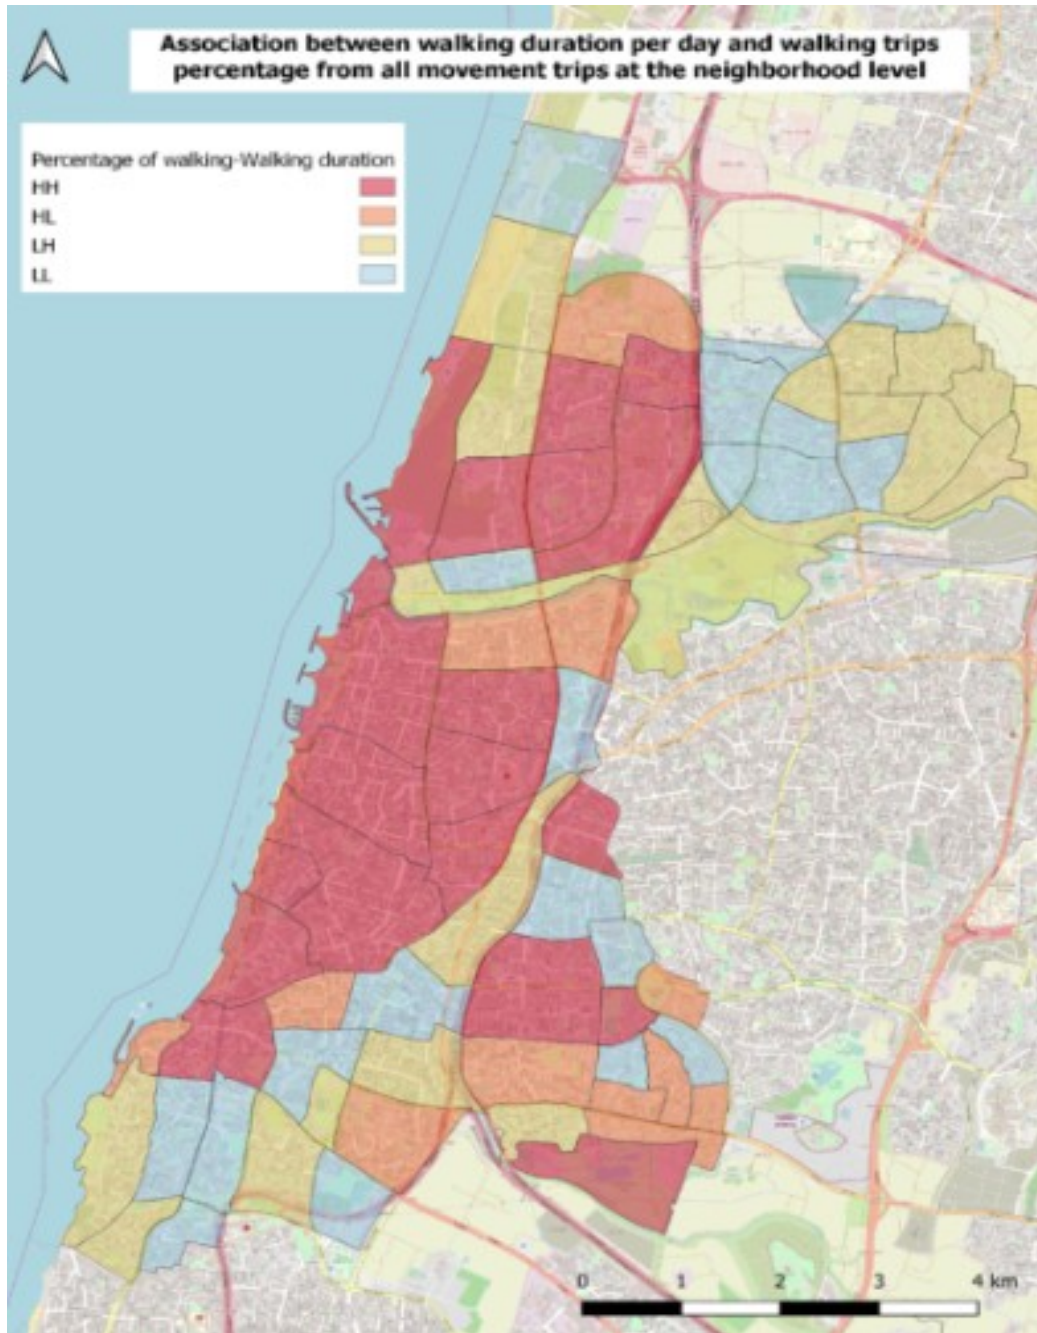 Association between walking duration per day and walking trips
percentage from all movement trips at the neighborhood level
Percentage of walking-Walking duration
HH
HL
LH
LL
0 1 2 3 4 km